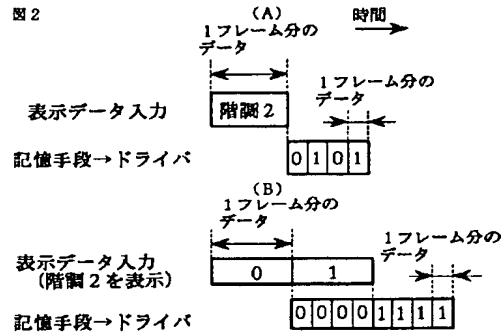 図2
(A)
時間
1フレーム分の
データ
1フレーム分の
データ
表示データ入力
階調2
記憶手段→ドライバ
0 1 0 1
(B)
1フレーム分の
データ
1フレーム分の
データ
表示データ入力
(階調2を表示)
0 1
記憶手段→ドライバ
0 0 0 0 1 1 1 1